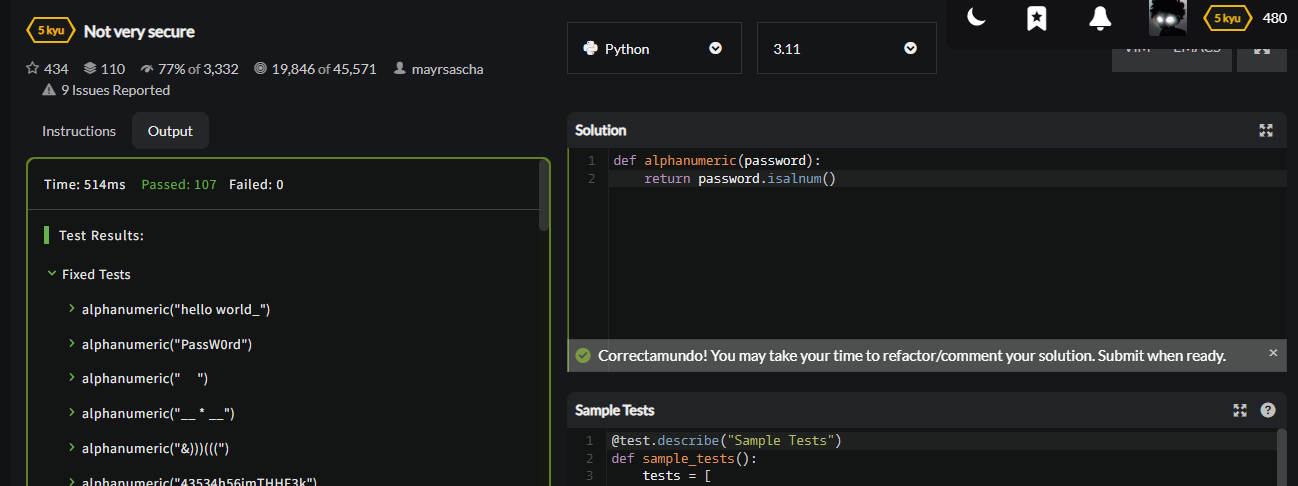 5 kyu Not very secure
434 110 77% of 3,332 19,846 of 45,571 mayrsascha
9 Issues Reported
Instructions Output
Time: 514ms Passed: 107 Failed: 0
Test Results:
Fixed Tests
alphanumeric("hello world_")
alphanumeric("PassW0rd")
alphanumeric("     ")
alphanumeric("__ * __")
alphanumeric("&)))(((")
alphanumeric("43534h56jmTHHF3k")
Python 3.11
5 kyu 480
VIM EMACS
Solution
1 def alphanumeric(password):
2     return password.isalnum()
Correctamundo! You may take your time to refactor/comment your solution. Submit when ready. ×
Sample Tests ?
1 @test.describe("Sample Tests")
2 def sample_tests():
3     tests = [